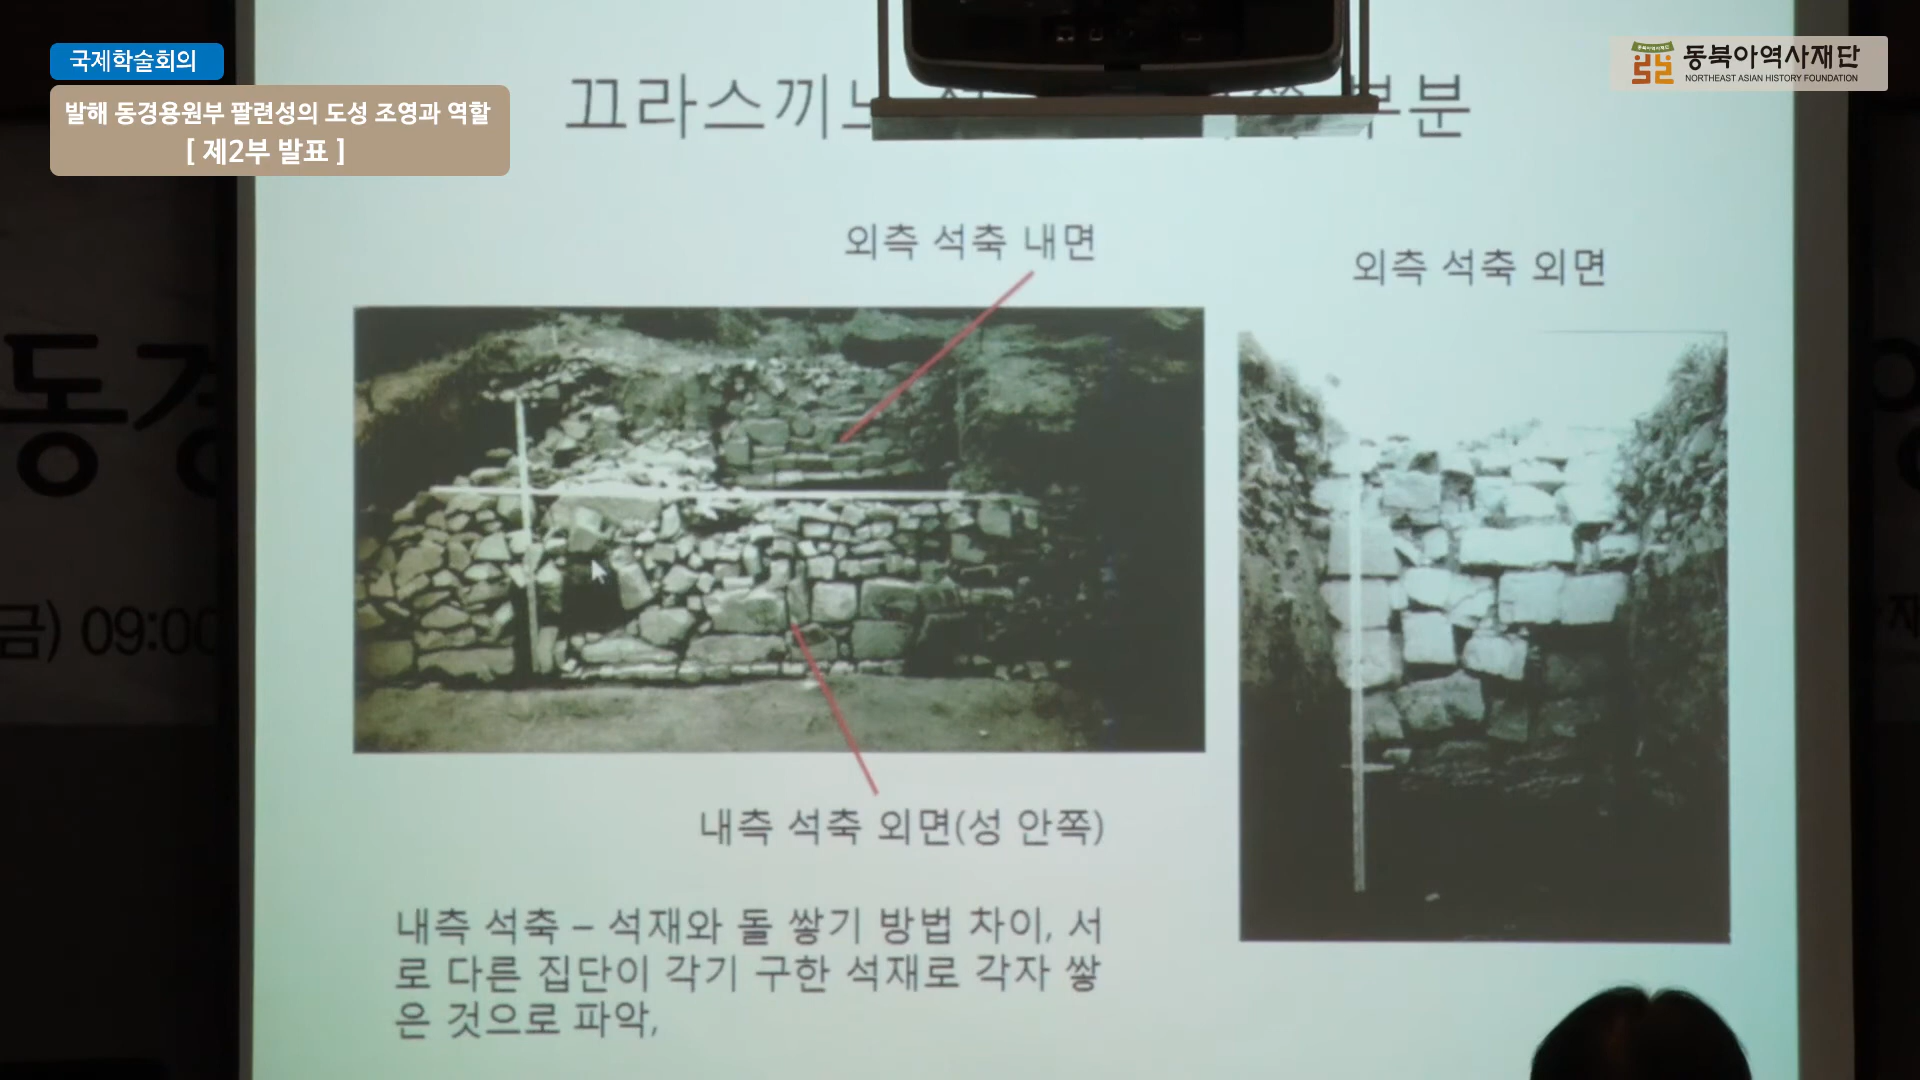 국제학술회의
발해 동경용원부 팔련성의 도성 조영과 역할
[ 제2부 발표 ]
동북아역사재단
NORTHEAST ASIAN HISTORY FOUNDATION
부분
외측 석축 내면
외측 석축 외면
내측 석축 외면(성 안쪽)
내측 석축 – 석재와 돌 쌓기 방법 차이, 서
로 다른 집단이 각기 구한 석재로 각자 쌓
은 것으로 파악,
동경
금) 09:00